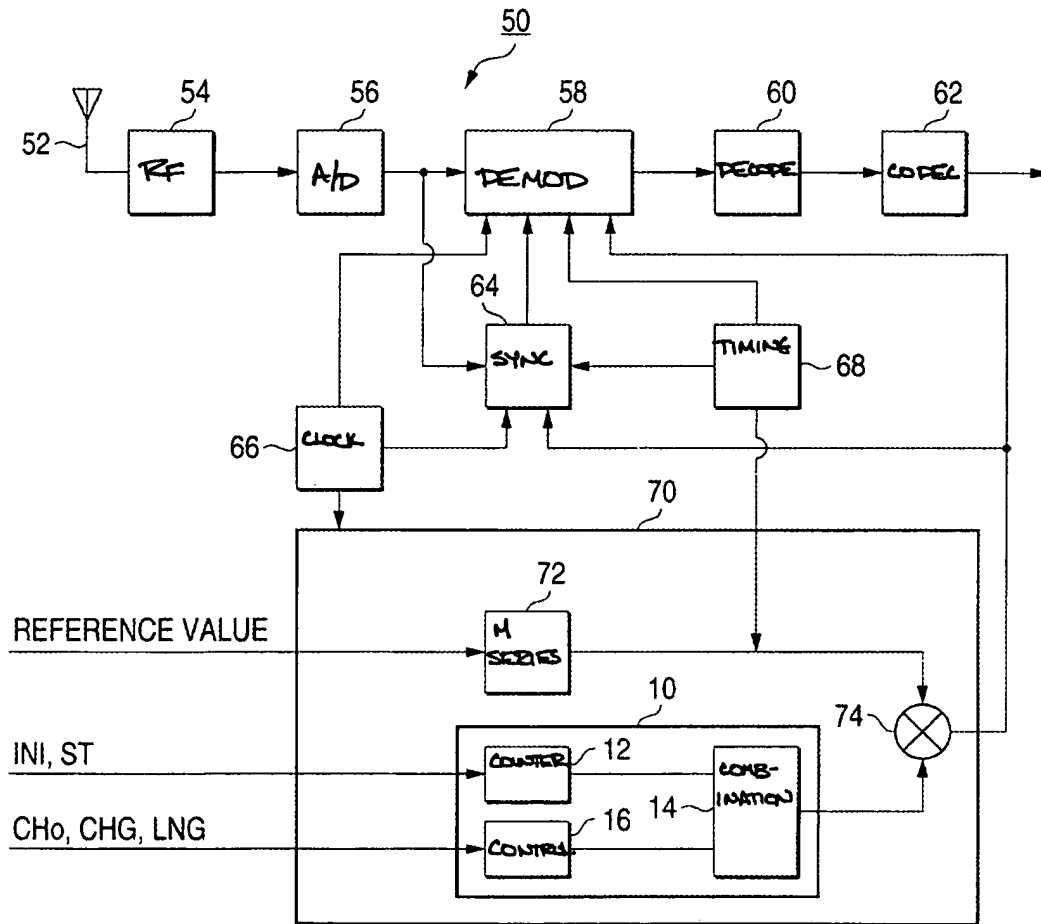 50
54
56
58
60
62
52
RF
A/D
DEMOD
DECODE
CODEC
64
SYNC
TIMING
68
66
CLOCK
70
72
REFERENCE VALUE
M
SERIES
10
74
INI, ST
COUNTER
12
COMB-
INATION
14
CHo, CHG, LNG
16
CONTRL.